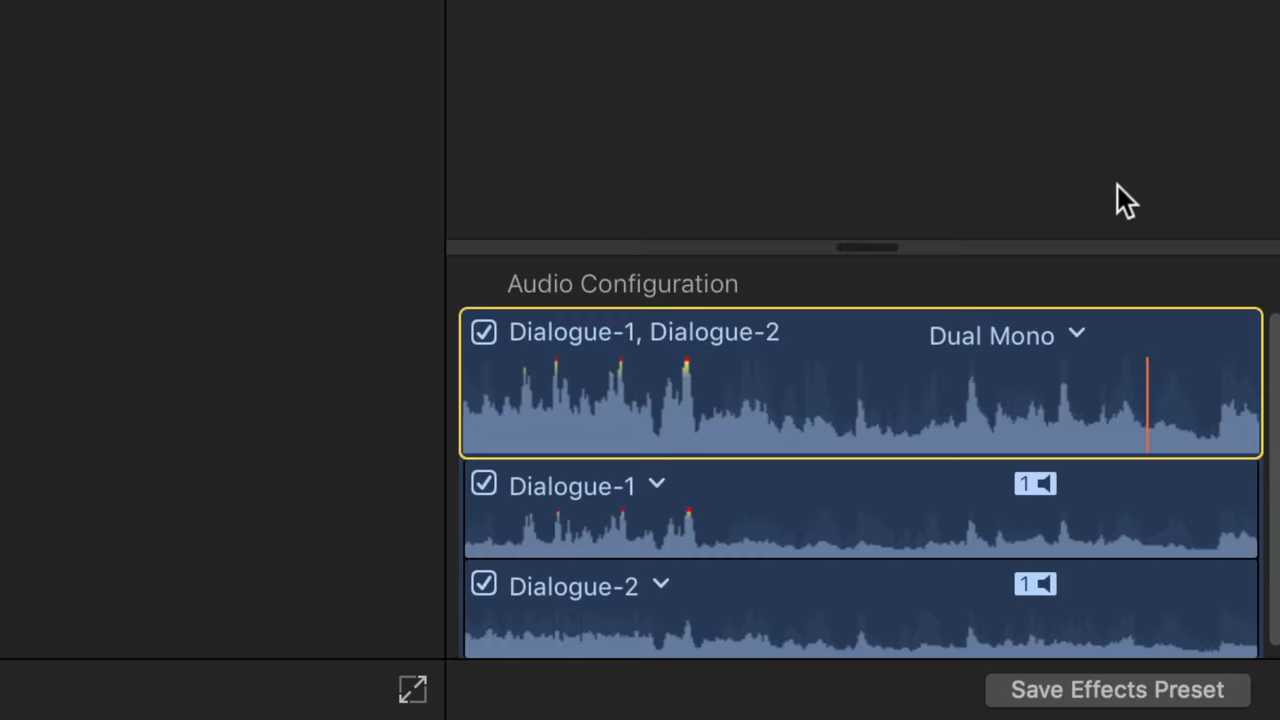 Audio Configuration
Dialogue-1, Dialogue-2 Dual Mono
Dialogue-1 1
Dialogue-2 1
Save Effects Preset